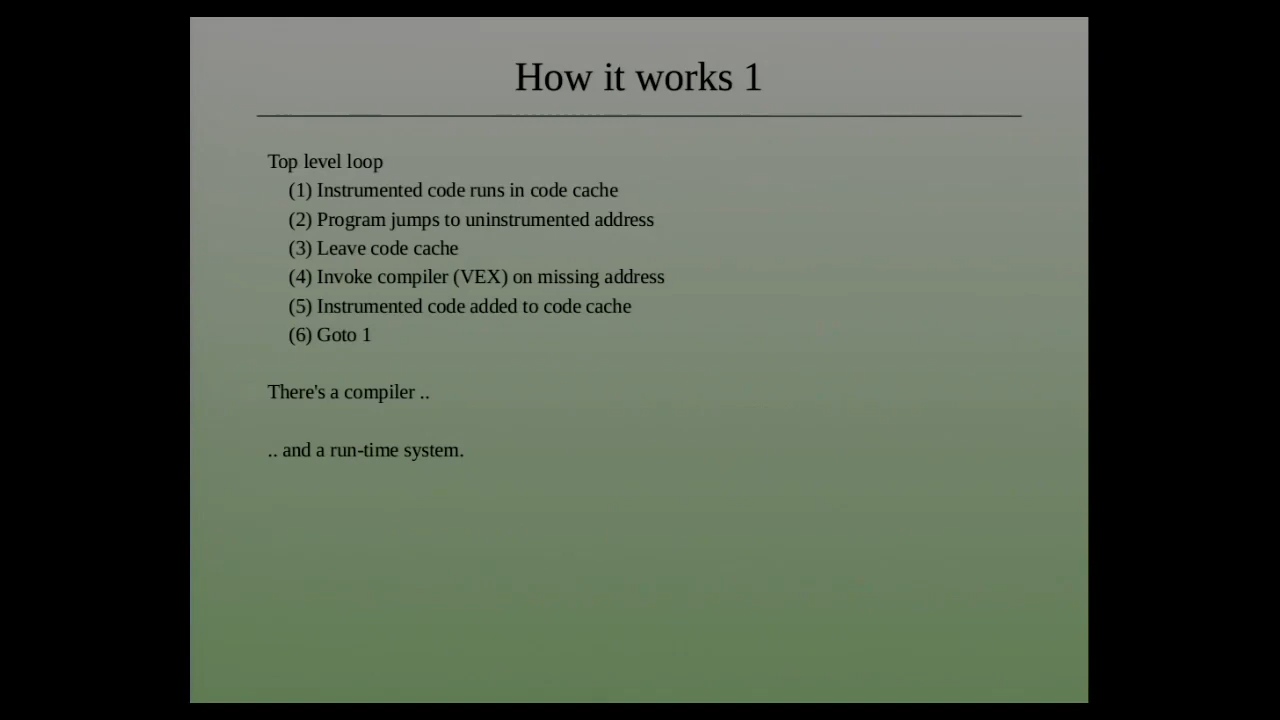 How it works 1
Top level loop
(1) Instrumented code runs in code cache
(2) Program jumps to uninstrumented address
(3) Leave code cache
(4) Invoke compiler (VEX) on missing address
(5) Instrumented code added to code cache
(6) Goto 1
There's a compiler ..
.. and a run-time system.